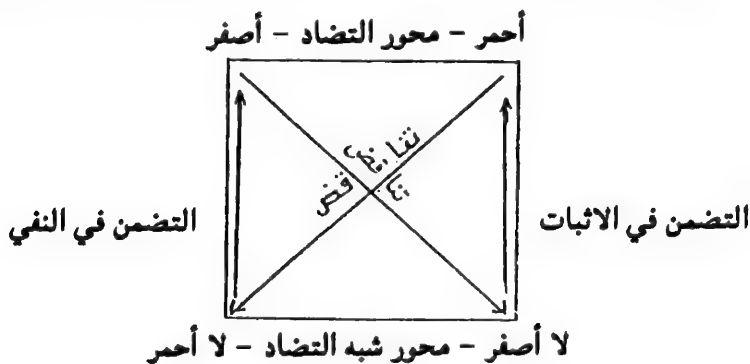 أحمر – محور التضاد – أصفر
تناقض
تناقض
التضمن في الاثبات
التضمن في النفي
لا أصفر – محور شبه التضاد – لا أحمر